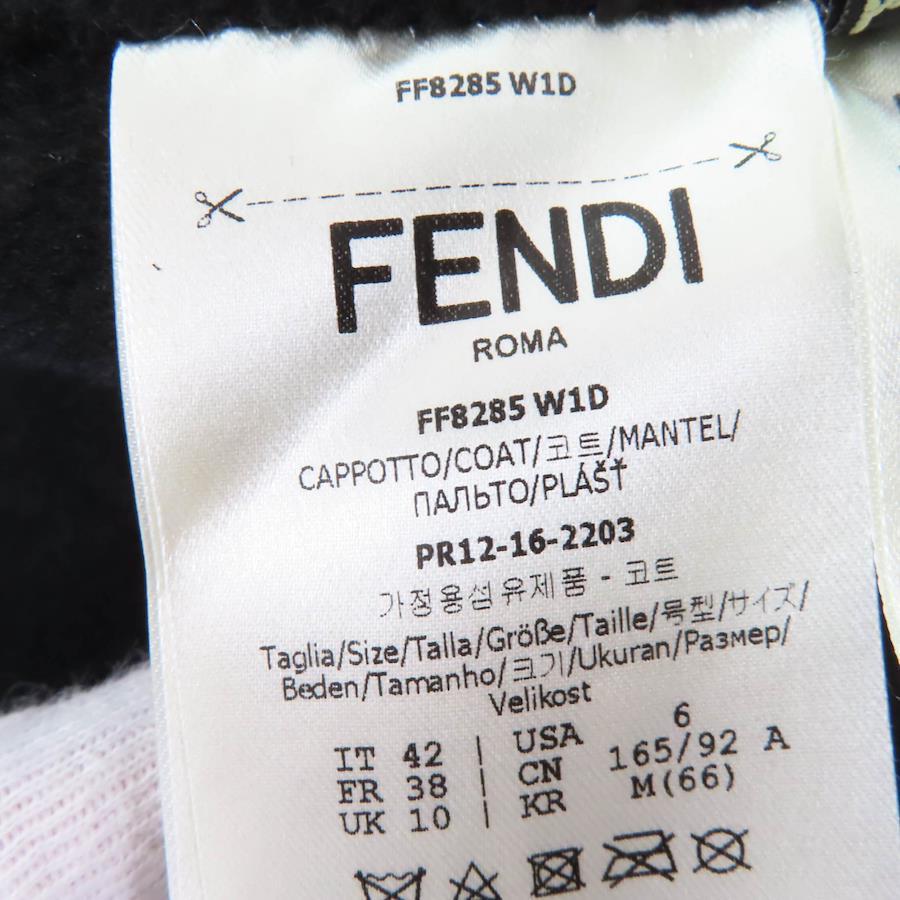 FF8285 W1D
FENDI
ROMA
FF8285 W1D
CAPPOTTO/COAT/코트/MANTEL/
ПАЛЬТО/PLÁŠŤ
PR12-16-2203
가정용섬유제품 - 코트
Taglia/Size/Talla/Größe/Taille/号型/サイズ/
Beden/Tamanho/크기/Ukuran/Размер/
Velikost
IT 42 | USA 6
FR 38 | CN 165/92 A
UK 10 | KR M(66)